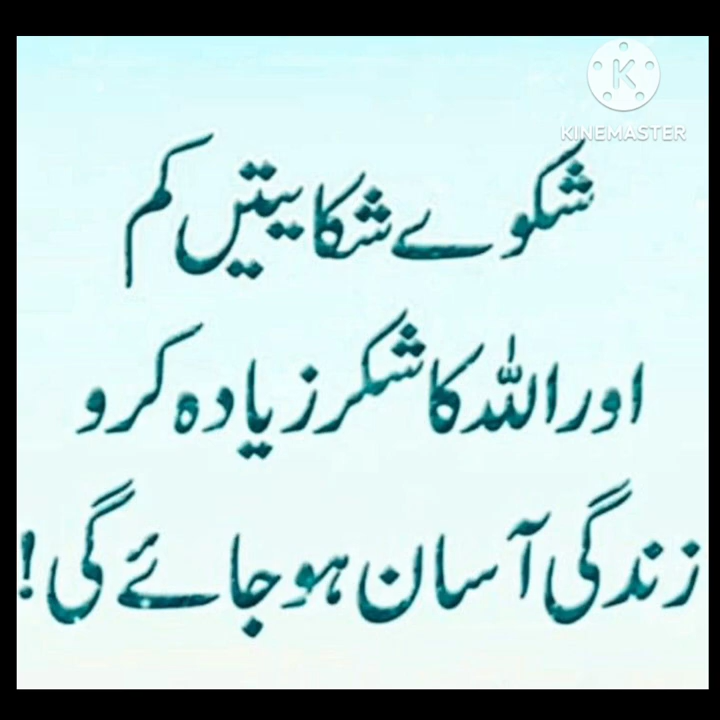 K
KINEMASTER
شکوے شکایتیں کم
اور اللہ کا شکر زیادہ کرو
زندگی آسان ہو جائے گی!